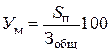 Ум = Sп / Зобщ 100